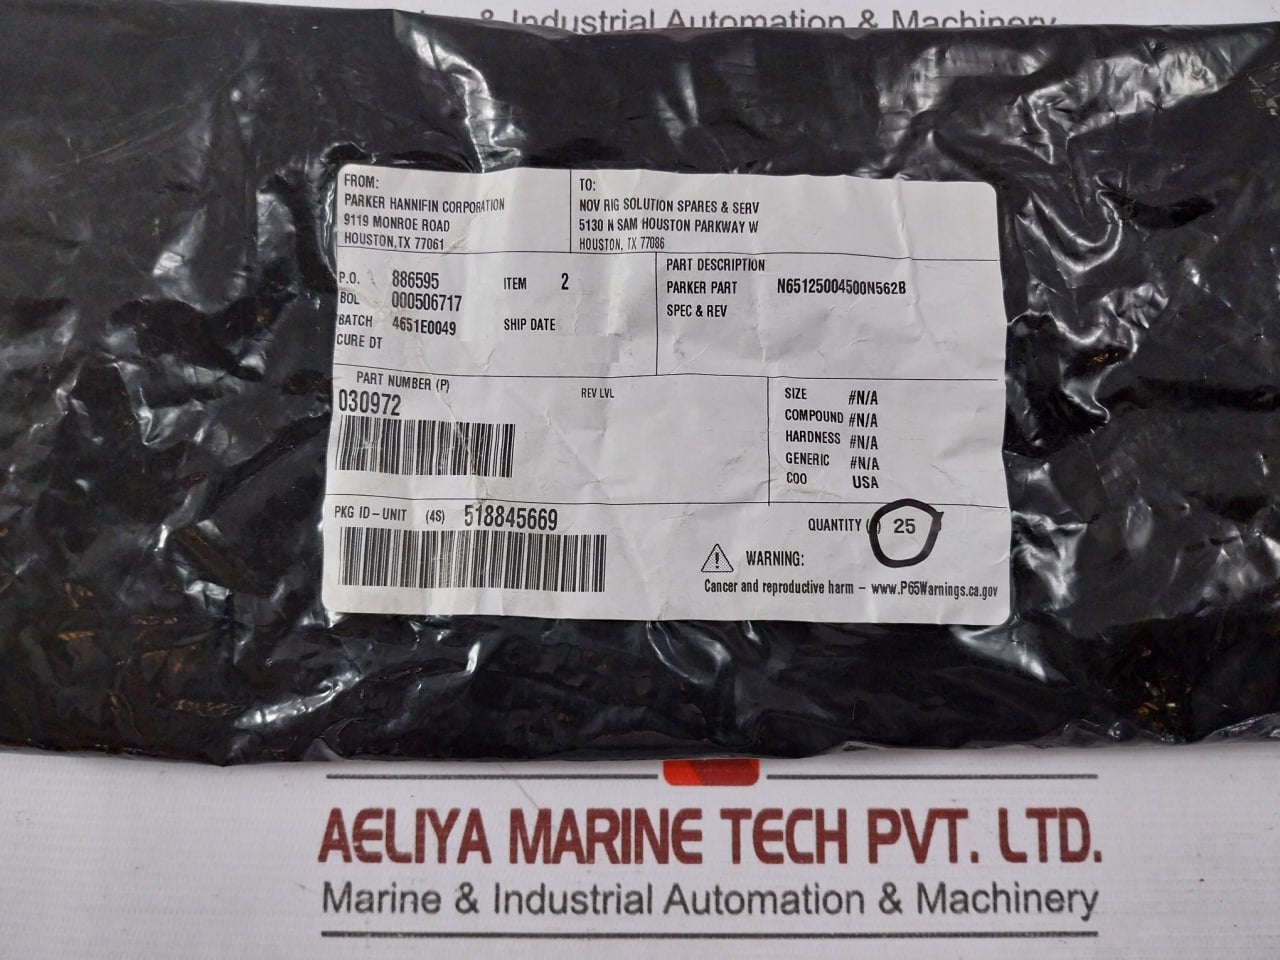 & Industrial Automation & Machinery
FROM:
PARKER HANNIFIN CORPORATION
9119 MONROE ROAD
HOUSTON,TX 77061
TO:
NOV RIG SOLUTION SPARES & SERV
5130 N SAM HOUSTON PARKWAY W
HOUSTON, TX 77086
P.O. 886595 ITEM 2
BOL 000506717
BATCH 4651E0049 SHIP DATE
CURE DT
PART DESCRIPTION
PARKER PART N65125004500N562B
SPEC & REV
PART NUMBER (P) REV LVL
030972
SIZE #N/A
COMPOUND #N/A
HARDNESS #N/A
GENERIC #N/A
COO USA
PKG ID-UNIT (4S) 518845669
QUANTITY 25
WARNING:
Cancer and reproductive harm - www.P65Warnings.ca.gov
AELIYA MARINE TECH PVT. LTD.
Marine & Industrial Automation & Machinery